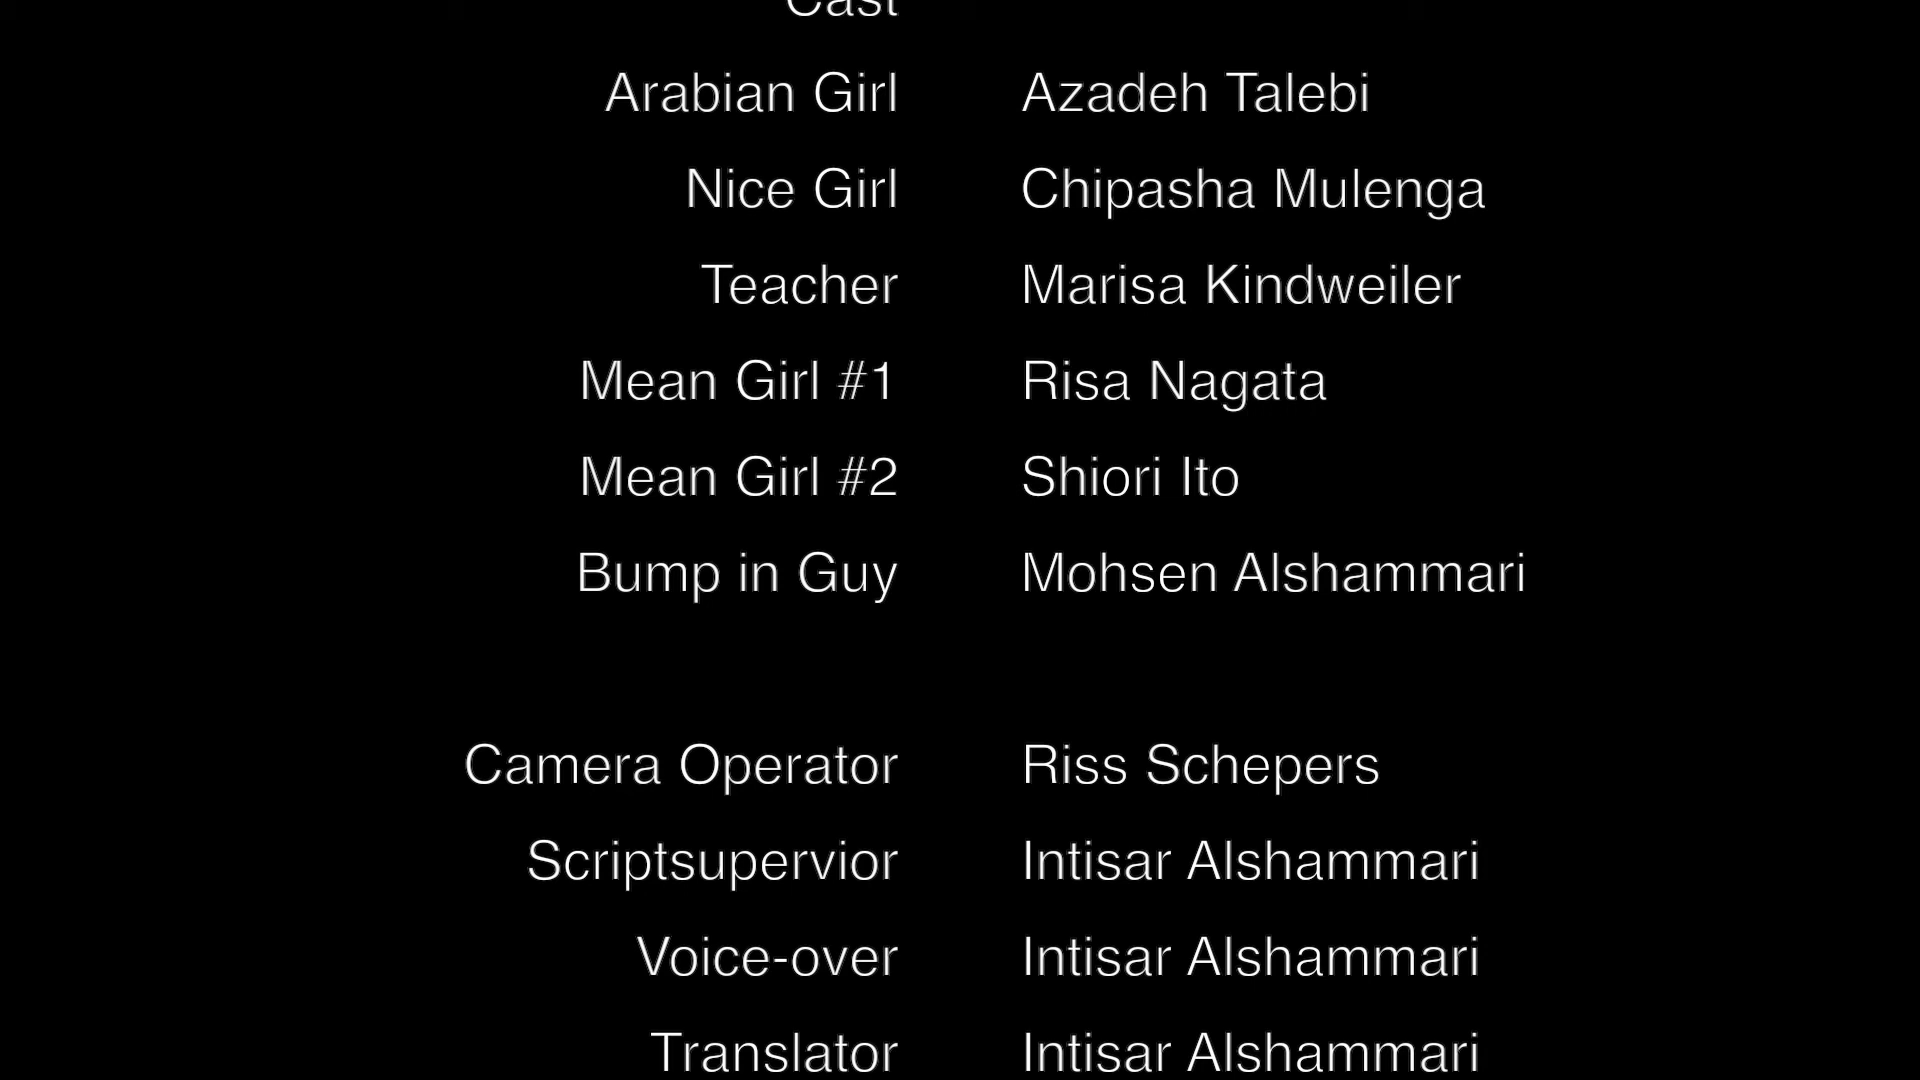 Cast
Arabian Girl Azadeh Talebi
Nice Girl Chipasha Mulenga
Teacher Marisa Kindweiler
Mean Girl #1 Risa Nagata
Mean Girl #2 Shiori Ito
Bump in Guy Mohsen Alshammari
Camera Operator Riss Schepers
Scriptsupervior Intisar Alshammari
Voice-over Intisar Alshammari
Translator Intisar Alshammari